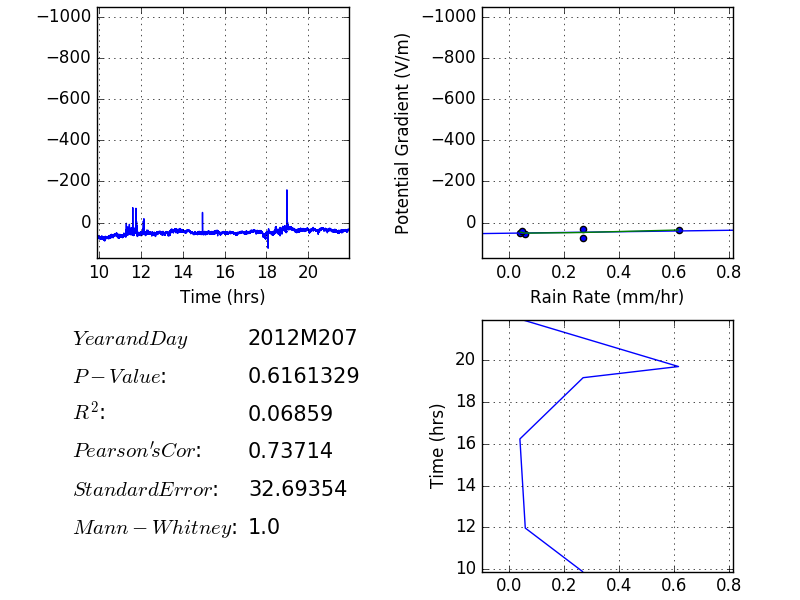 −1000
−800
−600
−400
−200
0
10 12 14 16 18 20
Time (hrs)
Potential Gradient (V/m)
−1000
−800
−600
−400
−200
0
0.0 0.2 0.4 0.6 0.8
Rain Rate (mm/hr)
YearandDay 2012M207
P−Value: 0.6161329
R²: 0.06859
Pearson'sCor: 0.73714
StandardError: 32.69354
Mann−Whitney: 1.0
Time (hrs)
20
18
16
14
12
10
0.0 0.2 0.4 0.6 0.8